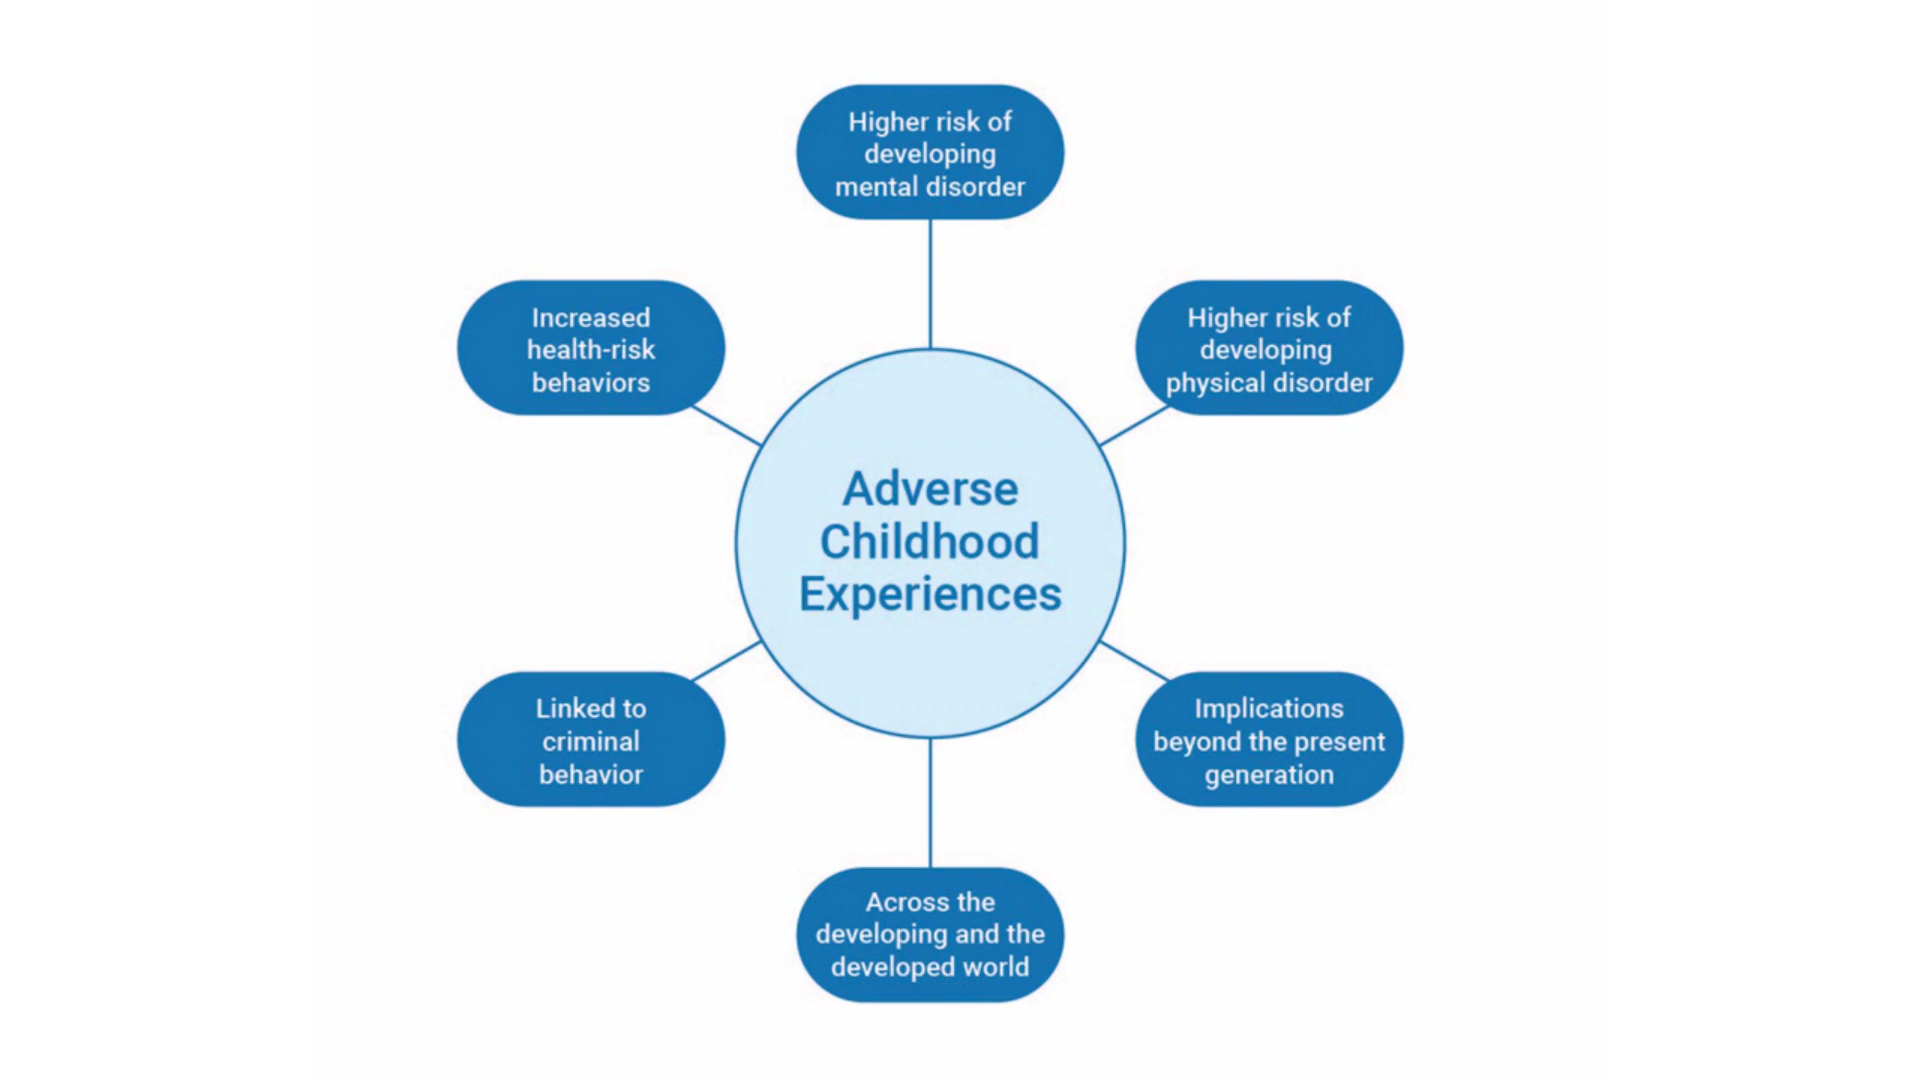 Higher risk of
developing
mental disorder
Increased
health-risk
behaviors
Higher risk of
developing
physical disorder
Adverse
Childhood
Experiences
Linked to
criminal
behavior
Implications
beyond the present
generation
Across the
developing and the
developed world